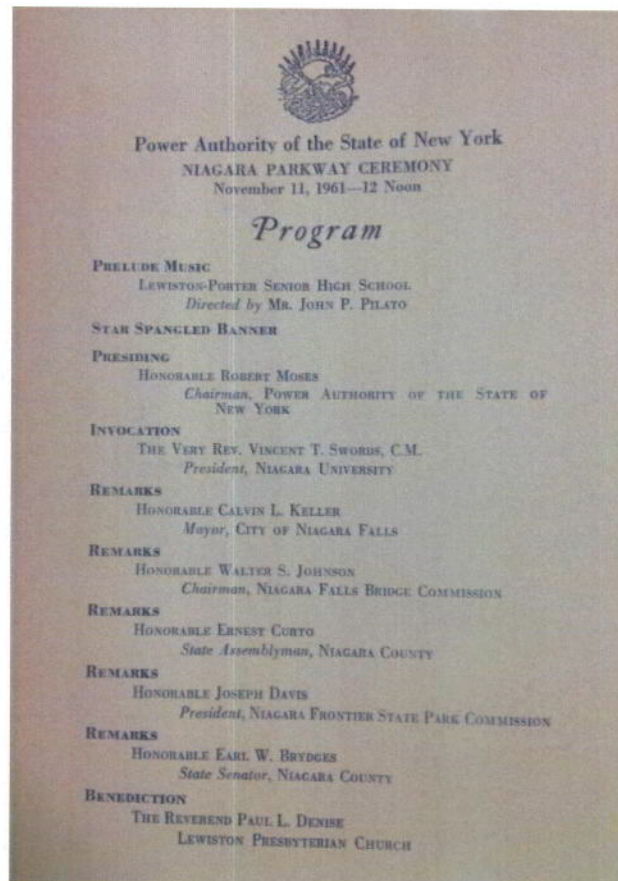 Power Authority of the State of New York
NIAGARA PARKWAY CEREMONY
November 11, 1961—12 Noon
Program
PRELUDE MUSIC
LEWISTON-PORTER SENIOR HIGH SCHOOL
Directed by MR. JOHN P. PILATO
STAR SPANGLED BANNER
PRESIDING
HONORABLE ROBERT MOSES
Chairman, POWER AUTHORITY OF THE STATE OF
NEW YORK
INVOCATION
THE VERY REV. VINCENT T. SWORDS, C.M.
President, NIAGARA UNIVERSITY
REMARKS
HONORABLE CALVIN L. KELLER
Mayor, CITY OF NIAGARA FALLS
REMARKS
HONORABLE WALTER S. JOHNSON
Chairman, NIAGARA FALLS BRIDGE COMMISSION
REMARKS
HONORABLE ERNEST CURTO
State Assemblyman, NIAGARA COUNTY
REMARKS
HONORABLE JOSEPH DAVIS
President, NIAGARA FRONTIER STATE PARK COMMISSION
REMARKS
HONORABLE EARL W. BRYDGES
State Senator, NIAGARA COUNTY
BENEDICTION
THE REVEREND PAUL L. DENISE
LEWISTON PRESBYTERIAN CHURCH